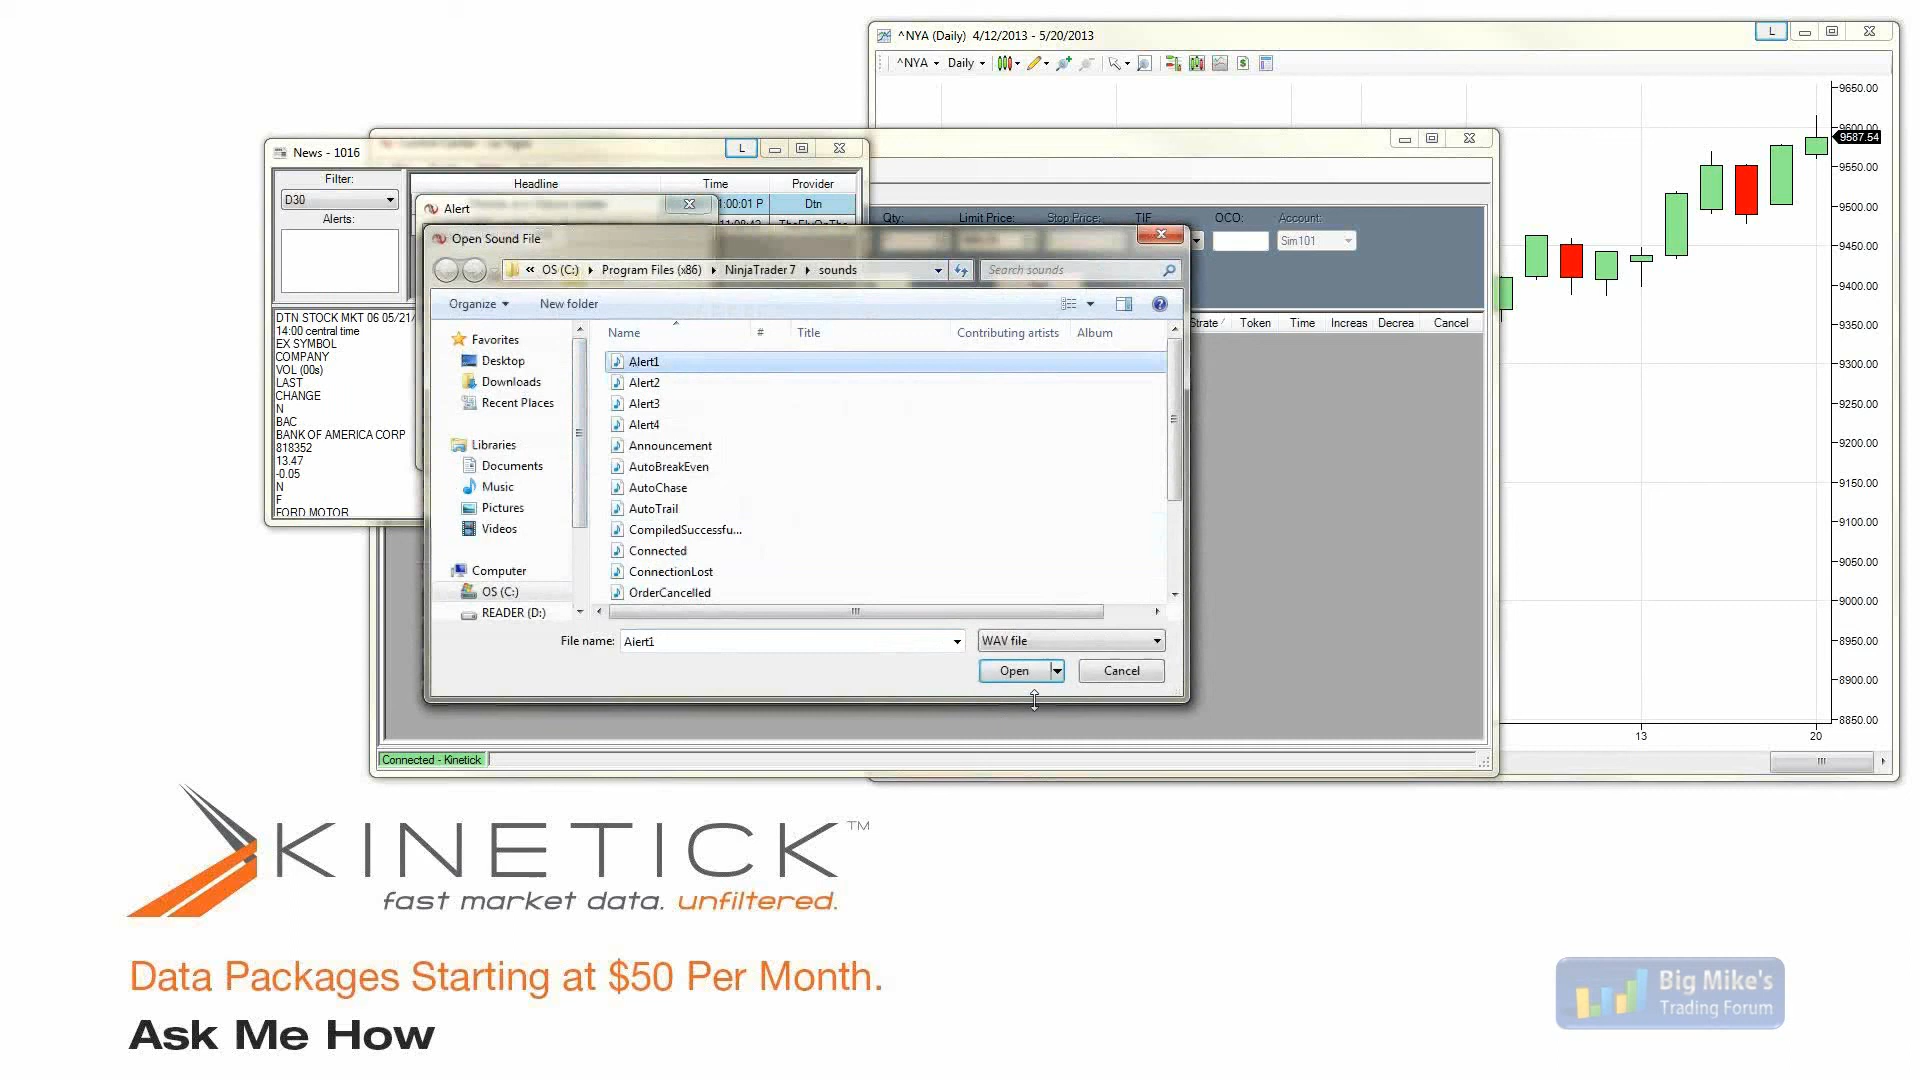 ^NYA (Daily)  4/12/2013 - 5/20/2013
L
^NYA
Daily
News - 1016
L
Filter:
D30
Alerts:
Headline
Time
Provider
1:00:01 P
Dtn
Alert
Qty:
Limit Price:
Stop Price:
TIF
OCO:
Account:
Sim101
Open Sound File
« OS (C:)
Program Files (x86)
NinjaTrader 7
sounds
Search sounds
Organize
New folder
Name
#
Title
Contributing artists
Album
Favorites
Desktop
Downloads
Recent Places
Libraries
Documents
Music
Pictures
Videos
Computer
OS (C:)
READER (D:)
Alert1
Alert2
Alert3
Alert4
Announcement
AutoBreakEven
AutoChase
AutoTrail
CompiledSuccessfu...
Connected
ConnectionLost
OrderCancelled
File name:
Alert1
WAV file
Open
Cancel
Strate
Token
Time
Increas
Decrea
Cancel
DTN STOCK MKT 06 05/21/
14:00 central time
EX SYMBOL
COMPANY
VOL (00s)
LAST
CHANGE
N
BAC
BANK OF AMERICA CORP
818352
13.47
-0.05
N
F
FORD MOTOR
Connected - Kinetick
9650.00
9600.00
9587.54
9550.00
9500.00
9450.00
9400.00
9350.00
9300.00
9250.00
9200.00
9150.00
9100.00
9050.00
9000.00
8950.00
8900.00
8850.00
13
20
KINETICK™
fast market data. unfiltered.
Data Packages Starting at $50 Per Month.
Ask Me How
Big Mike's
Trading Forum